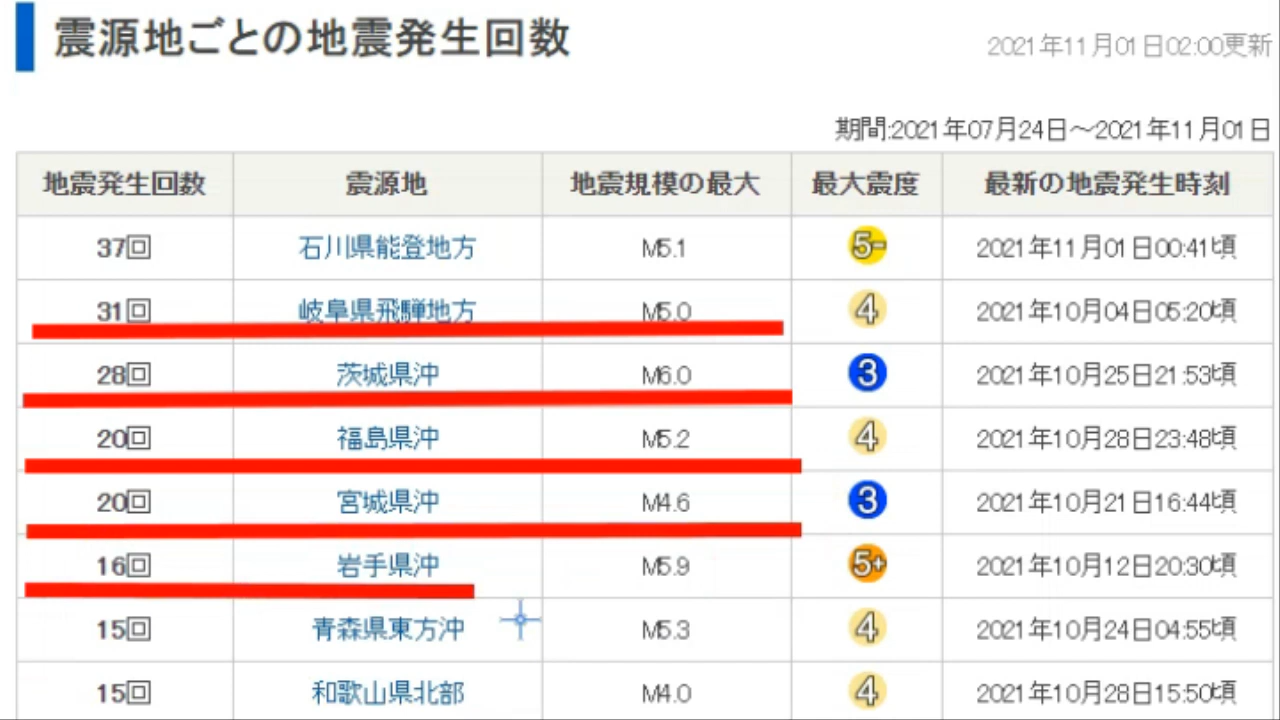 震源地ごとの地震発生回数
2021年11月01日02:00更新
期間:2021年07月24日～2021年11月01日
地震発生回数 震源地 地震規模の最大 最大震度 最新の地震発生時刻
37回 石川県能登地方 M5.1 5- 2021年11月01日00:41頃
31回 岐阜県飛騨地方 M5.0 4 2021年10月04日05:20頃
28回 茨城県沖 M6.0 3 2021年10月25日21:53頃
20回 福島県沖 M5.2 4 2021年10月28日23:48頃
20回 宮城県沖 M4.6 3 2021年10月21日16:44頃
16回 岩手県沖 M5.9 5+ 2021年10月12日20:30頃
15回 青森県東方沖 M5.3 4 2021年10月24日04:55頃
15回 和歌山県北部 M4.0 4 2021年10月28日15:50頃